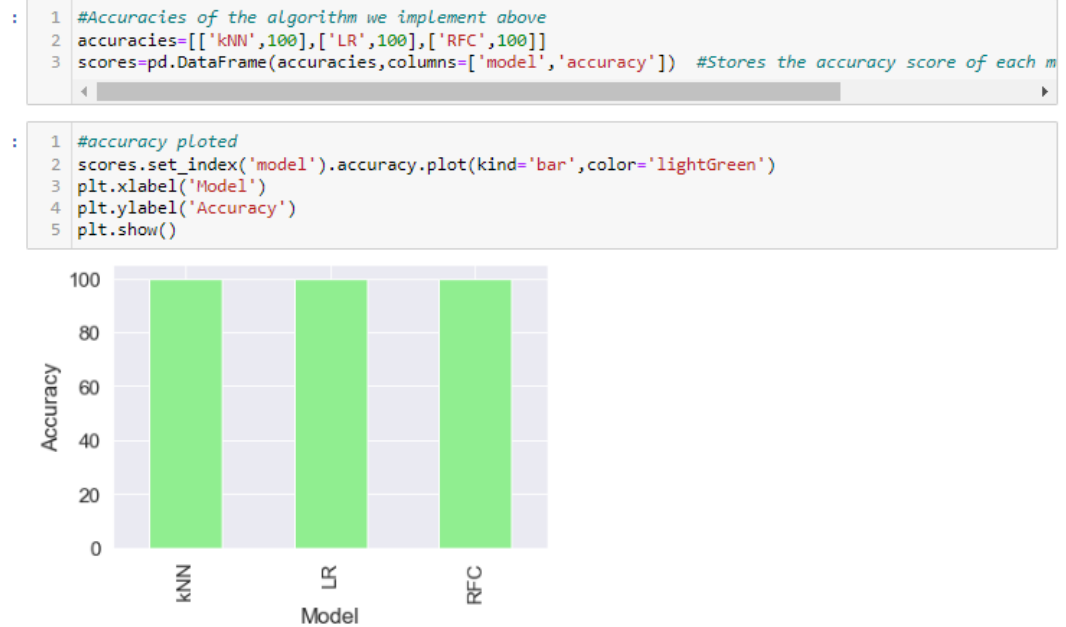 :
1 #Accuracies of the algorithm we implement above
2 accuracies=[['kNN',100],['LR',100],['RFC',100]]
3 scores=pd.DataFrame(accuracies,columns=['model','accuracy']) #Stores the accuracy score of each m
:
1 #accuracy ploted
2 scores.set_index('model').accuracy.plot(kind='bar',color='lightGreen')
3 plt.xlabel('Model')
4 plt.ylabel('Accuracy')
5 plt.show()
100
80
60
40
20
0
Accuracy
kNN
LR
RFC
Model